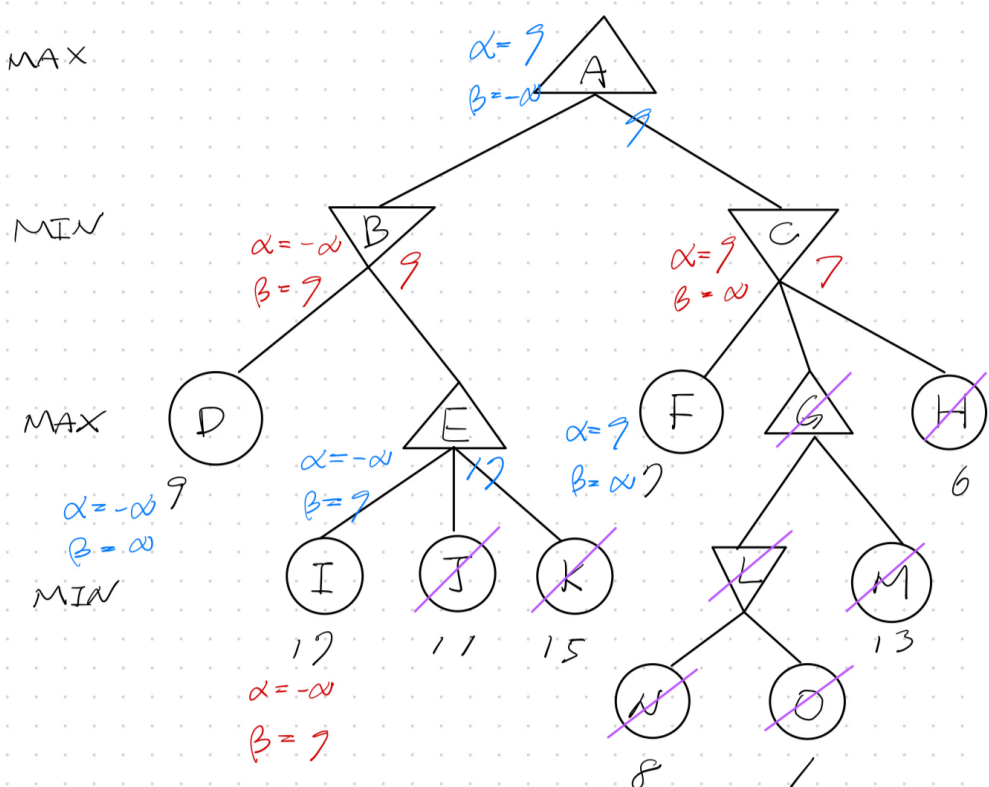 MAX
α = 9
β = -∞
A
9
MIN
B
α = -∞
β = 9
9
C
α = 9
β = ∞
7
MAX
D
9
α = -∞
β = ∞
E
α = -∞
β = 9
17
F
7
α = 9
β = ∞
G
H
6
MIN
I
17
α = -∞
β = 9
J
11
K
15
L
M
13
N
8
O
1